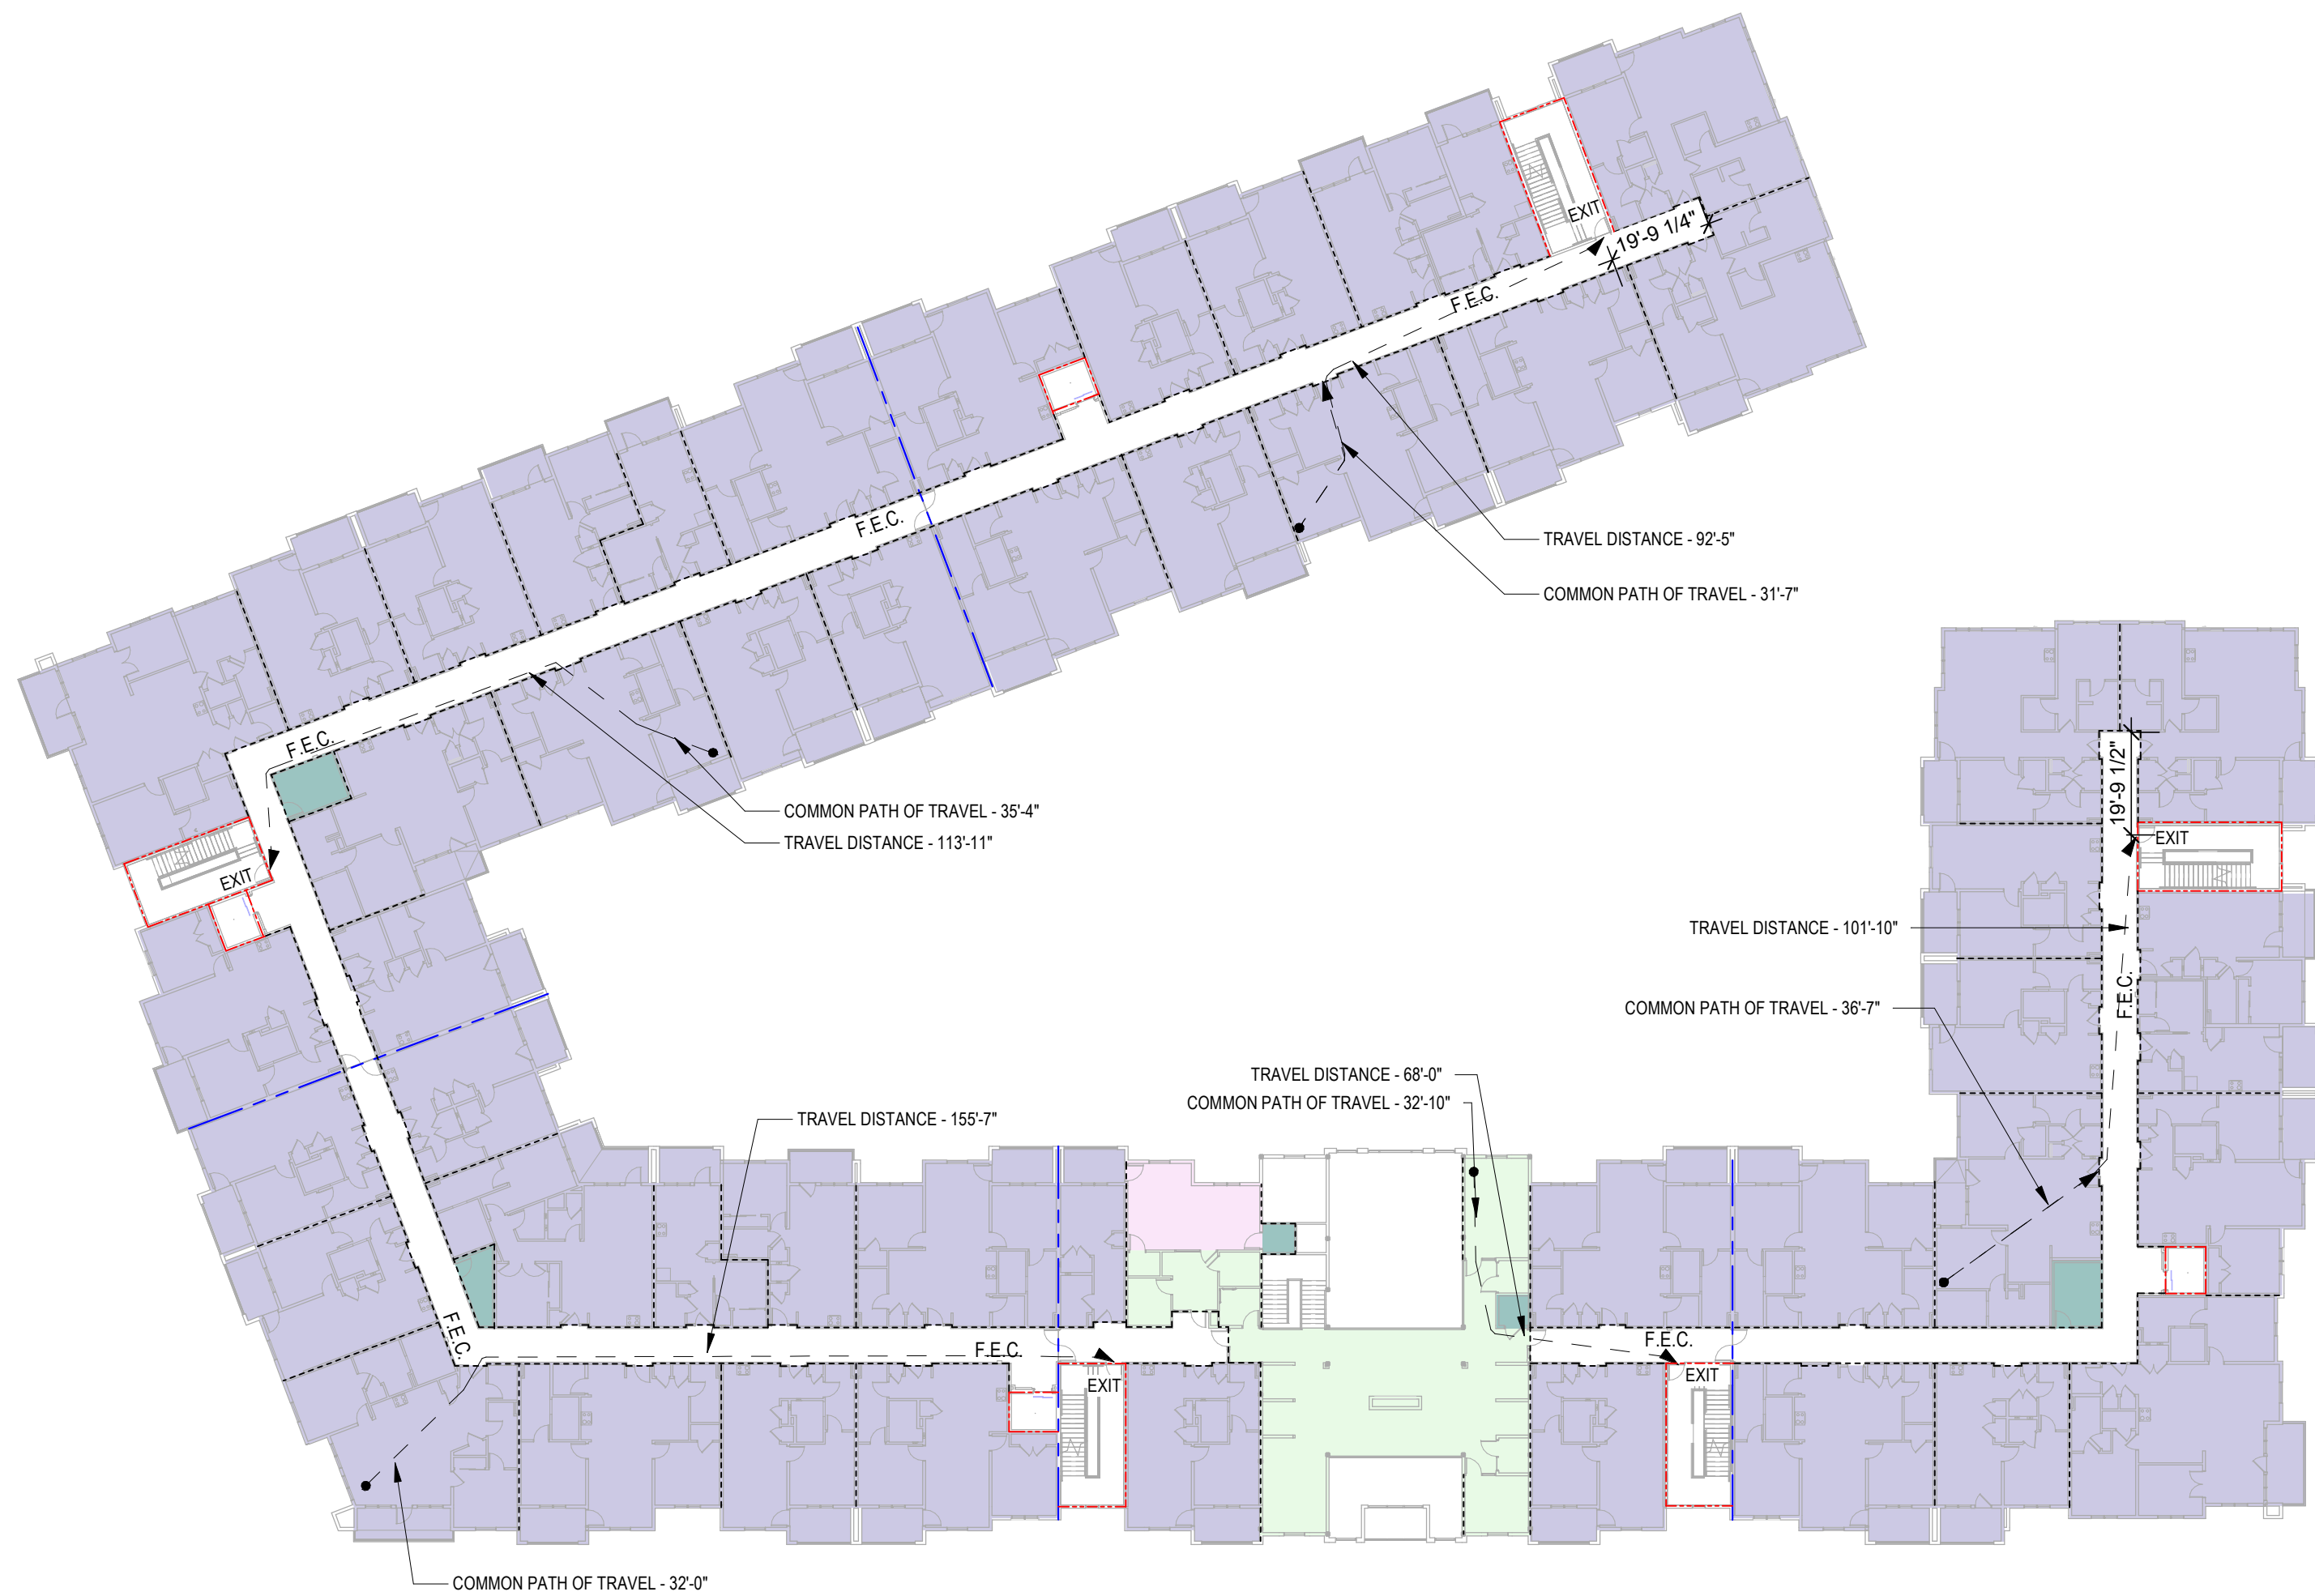 EXIT
19'-9 1/4"
F.E.C.
F.E.C.
TRAVEL DISTANCE - 92'-5"
COMMON PATH OF TRAVEL - 31'-7"
F.E.C.
19'-9 1/2"
COMMON PATH OF TRAVEL - 35'-4"
TRAVEL DISTANCE - 113'-11"
EXIT
EXIT
TRAVEL DISTANCE - 101'-10"
F.E.C.
COMMON PATH OF TRAVEL - 36'-7"
TRAVEL DISTANCE - 68'-0"
COMMON PATH OF TRAVEL - 32'-10"
TRAVEL DISTANCE - 155'-7"
F.E.C.
F.E.C.
F.E.C.
EXIT
EXIT
COMMON PATH OF TRAVEL - 32'-0"